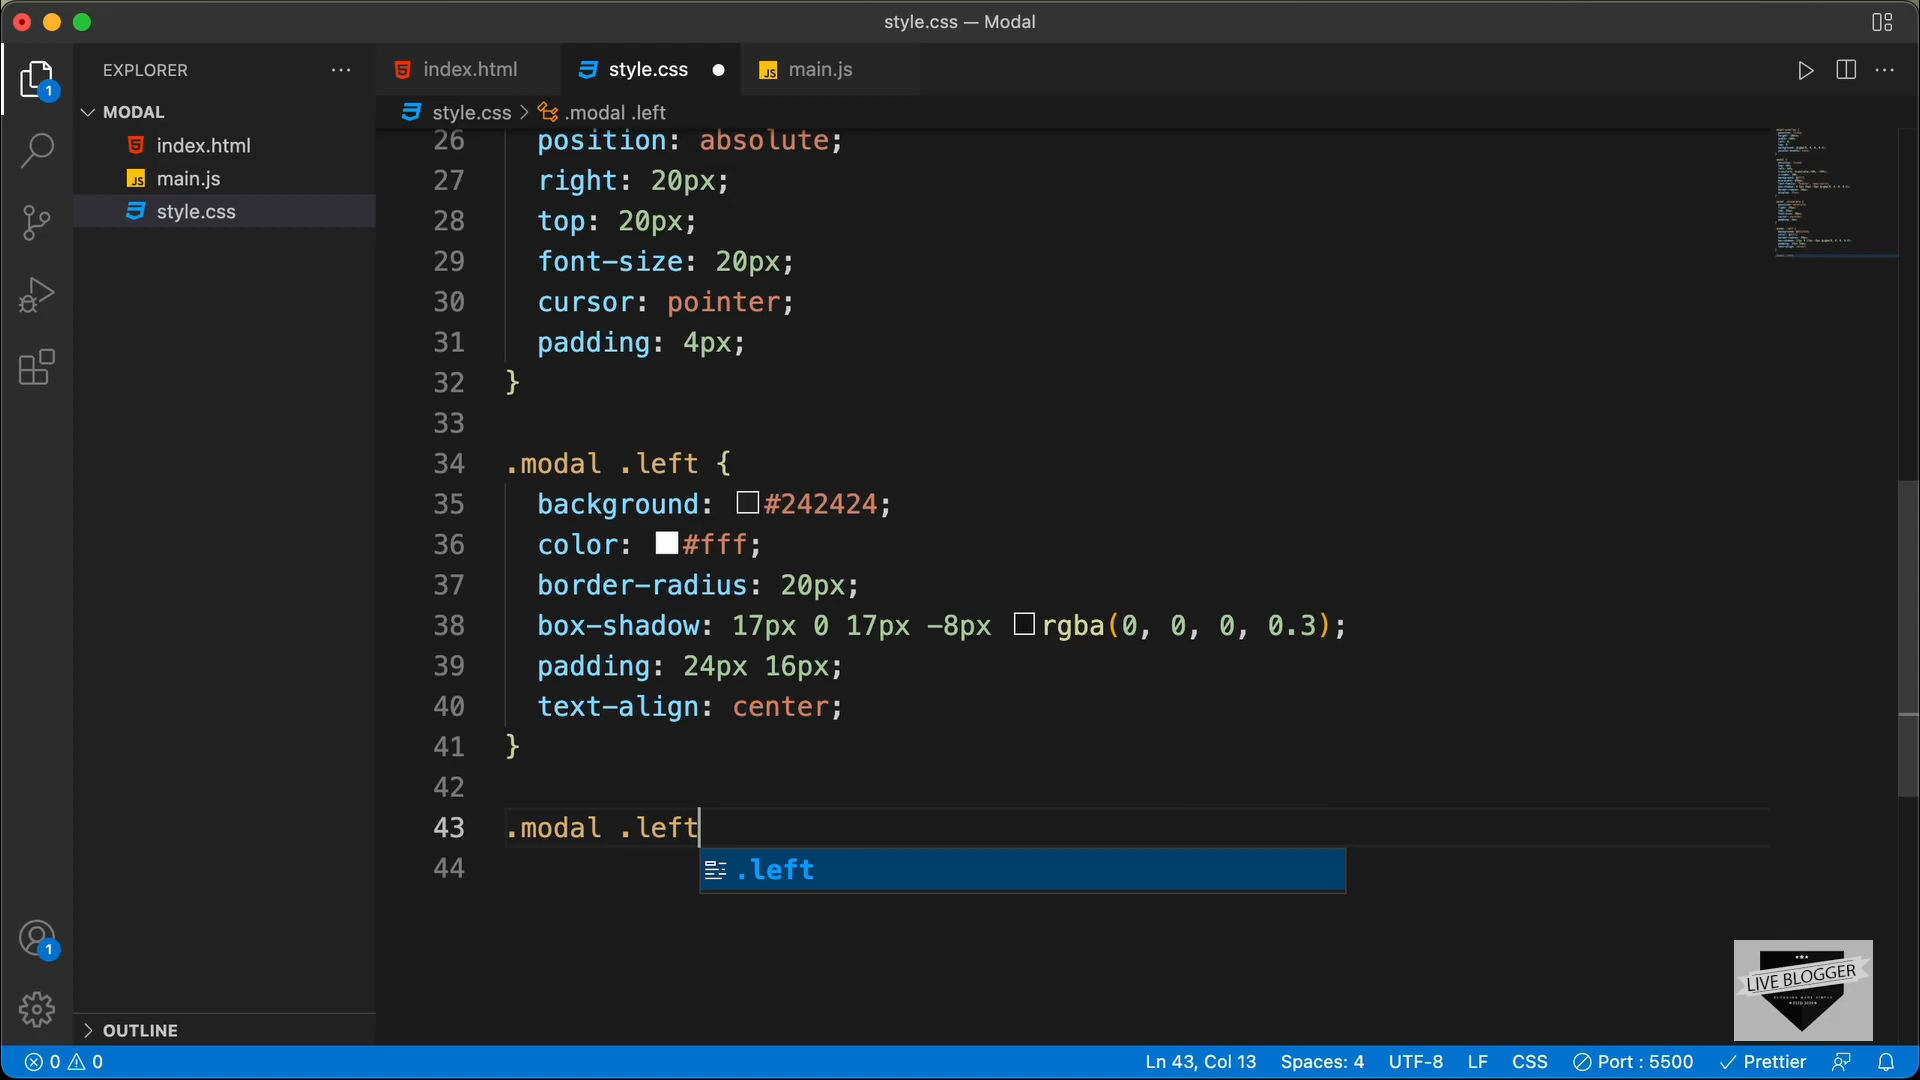 style.css — Modal
EXPLORER
index.html
style.css
JS main.js
1
MODAL
style.css > .modal .left
index.html
JS main.js
style.css
26 position: absolute;
27 right: 20px;
28 top: 20px;
29 font-size: 20px;
30 cursor: pointer;
31 padding: 4px;
32 }
33
34 .modal .left {
35 background: #242424;
36 color: #fff;
37 border-radius: 20px;
38 box-shadow: 17px 0 17px -8px rgba(0, 0, 0, 0.3);
39 padding: 24px 16px;
40 text-align: center;
41 }
42
43 .modal .left
44
.left
1
LIVE BLOGGER
OUTLINE
0 0
Ln 43, Col 13
Spaces: 4
UTF-8
LF
CSS
Port : 5500
Prettier